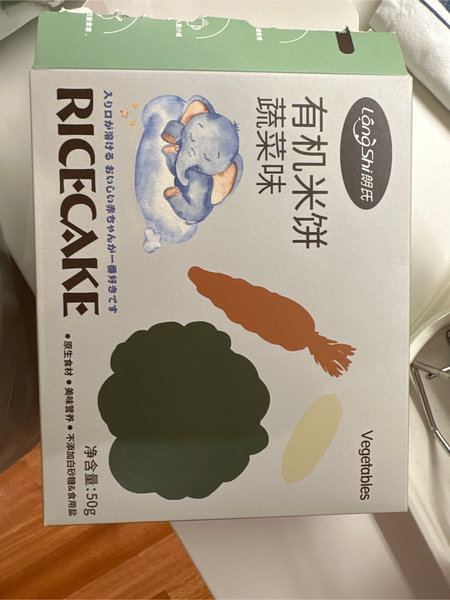 LångShi朗氏
有机米饼
蔬菜味
入り口が溶ける おいしい赤ちゃんが一番好きです
RICECAKE
Vegetables
• 原生食材 • 美味营养 • 不添加白砂糖&食用盐
净含量:50g